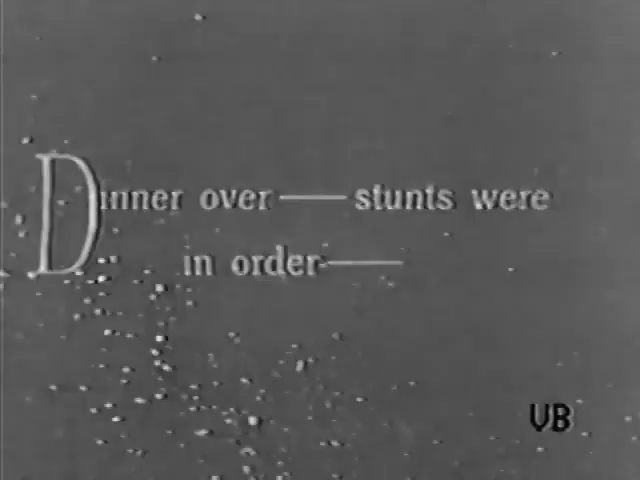 Dinner over — stunts were
in order —
VB